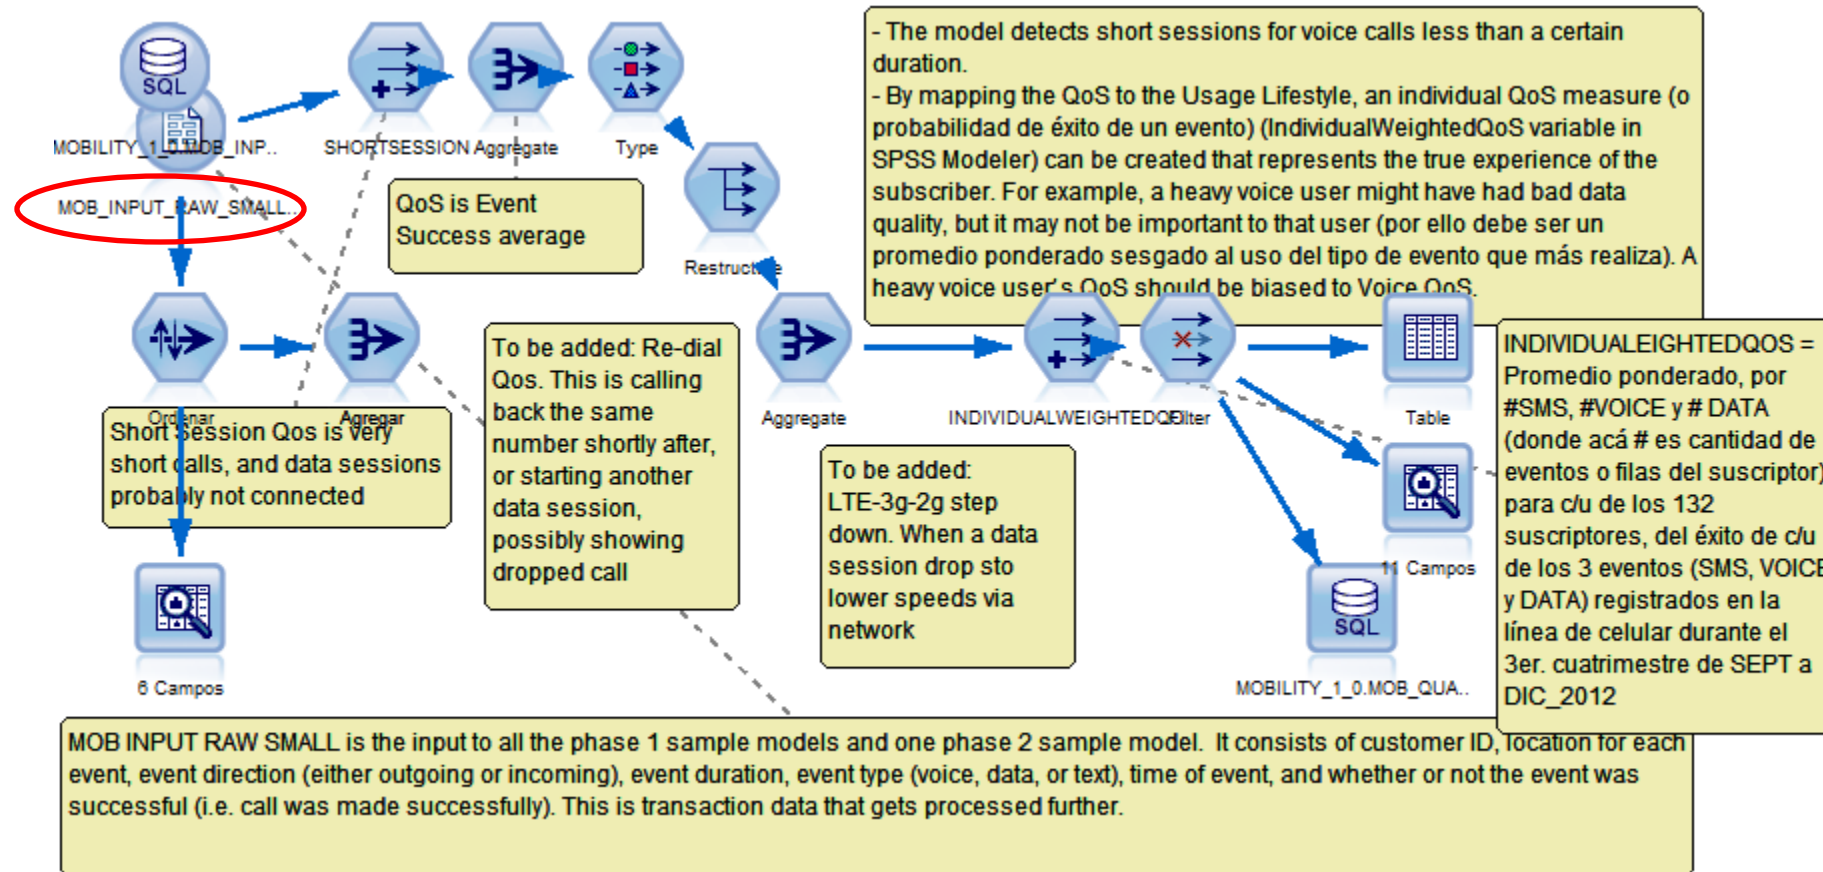 - The model detects short sessions for voice calls less than a certain
duration.
- By mapping the QoS to the Usage Lifestyle, an individual QoS measure (o
probabilidad de éxito de un evento) (IndividualWeightedQoS variable in
SPSS Modeler) can be created that represents the true experience of the
subscriber. For example, a heavy voice user might have had bad data
quality, but it may not be important to that user (por ello debe ser un
promedio ponderado sesgado al uso del tipo de evento que más realiza). A
heavy voice user's QoS should be biased to Voice QoS.
SQL
MOBILITY_1_0.MOB_INP..
SHORTSESSION
Aggregate
Type
MOB_INPUT_RAW_SMALL..
QoS is Event
Success average
Restructure
Ordenar
Agregar
Short Session Qos is very
short calls, and data sessions
probably not connected
To be added: Re-dial
Qos. This is calling
back the same
number shortly after,
or starting another
data session,
possibly showing
dropped call
Aggregate
INDIVIDUALWEIGHTEDQOS
Filter
Table
To be added:
LTE-3g-2g step
down. When a data
session drop sto
lower speeds via
network
INDIVIDUALEIGHTEDQOS =
Promedio ponderado, por
#SMS, #VOICE y # DATA
(donde acá # es cantidad de
eventos o filas del suscriptor)
para c/u de los 132
suscriptores, del éxito de c/u
de los 3 eventos (SMS, VOICE
y DATA) registrados en la
línea de celular durante el
3er. cuatrimestre de SEPT a
DIC_2012
11 Campos
SQL
MOBILITY_1_0.MOB_QUA..
6 Campos
MOB INPUT RAW SMALL is the input to all the phase 1 sample models and one phase 2 sample model. It consists of customer ID, location for each
event, event direction (either outgoing or incoming), event duration, event type (voice, data, or text), time of event, and whether or not the event was
successful (i.e. call was made successfully). This is transaction data that gets processed further.